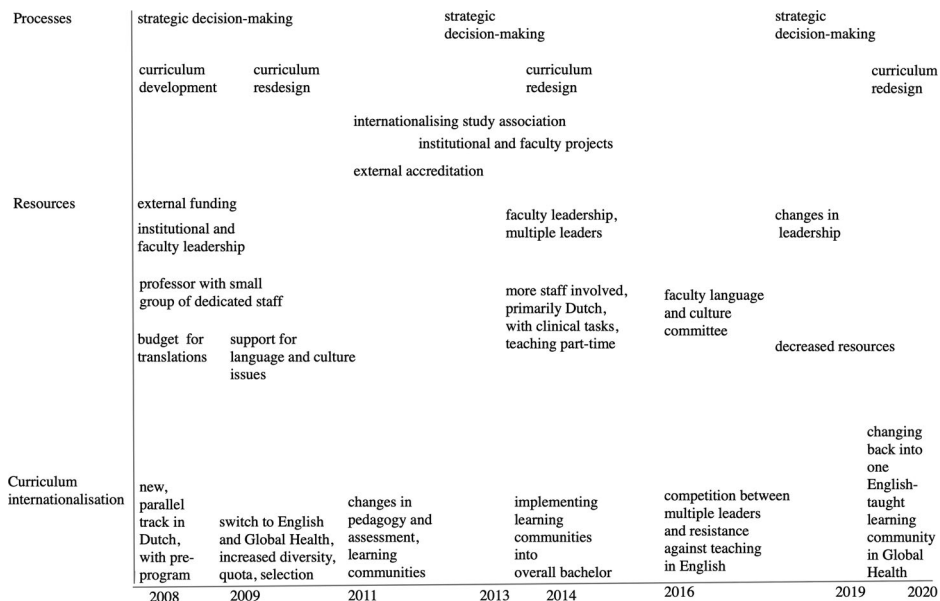 Processes
strategic decision-making
strategic
decision-making
strategic
decision-making
curriculum
development
curriculum
resdesign
curriculum
redesign
curriculum
redesign
internationalising study association
institutional and faculty projects
external accreditation
Resources
external funding
institutional and
faculty leadership
faculty leadership,
multiple leaders
changes in
leadership
professor with small
group of dedicated staff
more staff involved,
primarily Dutch,
with clinical tasks,
teaching part-time
faculty language
and culture
committee
budget for
translations
support for
language and culture
issues
decreased resources
Curriculum
internationalisation
new,
parallel
track in
Dutch,
with pre-
program
switch to English
and Global Health,
increased diversity,
quota, selection
changes in
pedagogy and
assessment,
learning
communities
implementing
learning
communities
into
overall bachelor
competition between
multiple leaders
and resistance
against teaching
in English
changing
back into
one
English-
taught
learning
community
in Global
Health
2008 2009 2011 2013 2014 2016 2019 2020